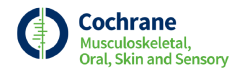 Cochrane
Musculoskeletal,
Oral, Skin and Sensory